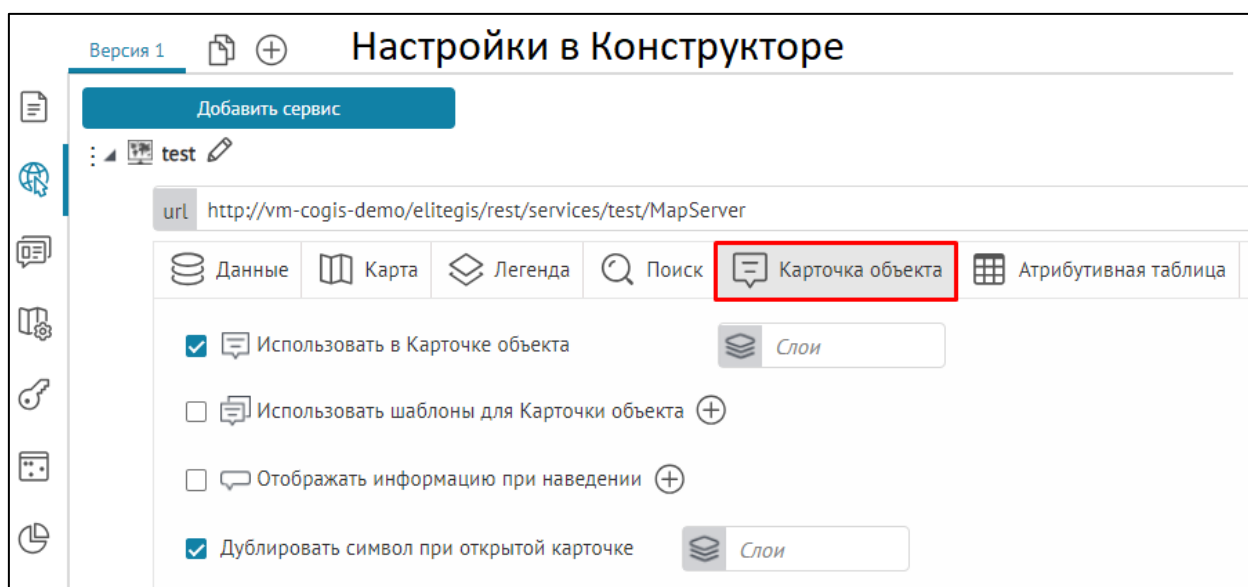 Версия 1 Настройки в Конструкторе
Добавить сервис
test
url http://vm-cogis-demo/elitegis/rest/services/test/MapServer
Данные Карта Легенда Поиск Карточка объекта Атрибутивная таблица
Использовать в Карточке объекта Слои
Использовать шаблоны для Карточки объекта
Отображать информацию при наведении
Дублировать символ при открытой карточке Слои